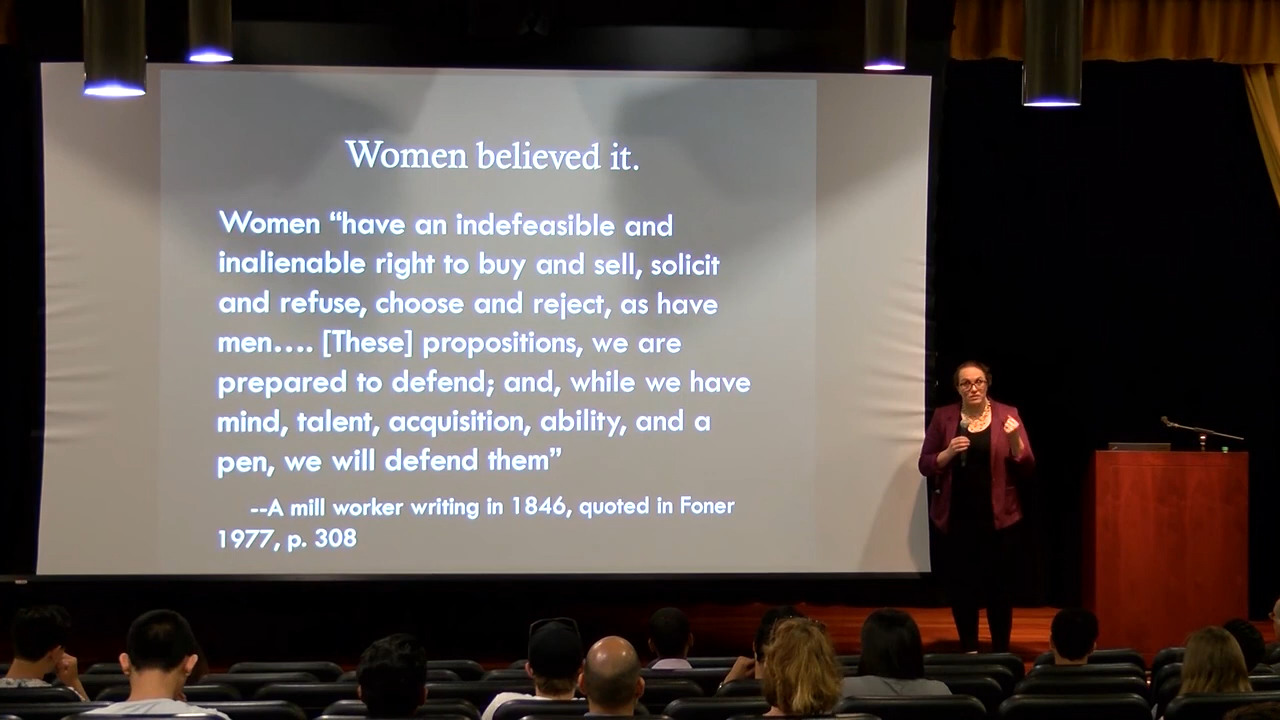 Women believed it.
Women “have an indefeasible and
inalienable right to buy and sell, solicit
and refuse, choose and reject, as have
men…. [These] propositions, we are
prepared to defend; and, while we have
mind, talent, acquisition, ability, and a
pen, we will defend them”
--A mill worker writing in 1846, quoted in Foner
1977, p. 308